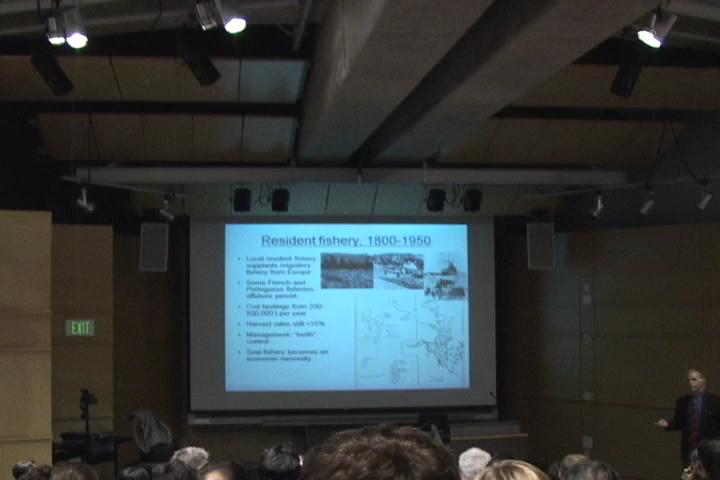 Resident fishery, 1800-1950
• Local resident fishery
supplants migratory
fishery from Europe
• Some French and
Portuguese fisheries
offshore persist
• Cod landings from 200-
500,000 t per year
• Harvest rates still <15%
• Management: "berth"
control
• Seal fishery becomes an
economic necessity
EXIT